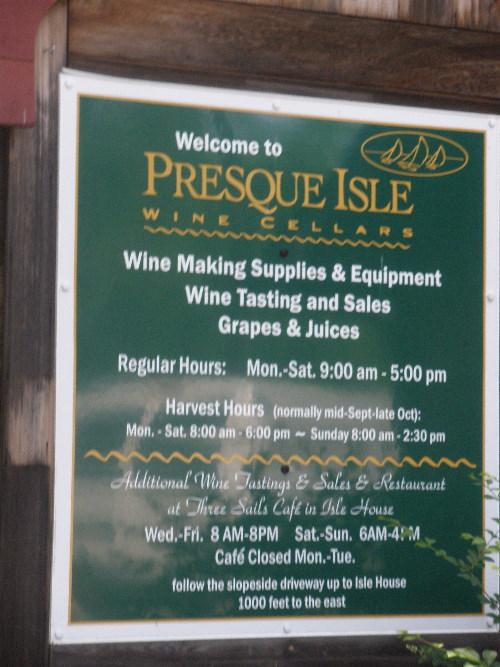 Welcome to
PRESQUE ISLE
WINE CELLARS
Wine Making Supplies & Equipment
Wine Tasting and Sales
Grapes & Juices
Regular Hours: Mon.-Sat. 9:00 am - 5:00 pm
Harvest Hours (normally mid-Sept-late Oct):
Mon. - Sat. 8:00 am - 6:00 pm ~ Sunday 8:00 am - 2:30 pm
Additional Wine Tastings & Sales & Restaurant
at Three Sails Café in Isle House
Wed.-Fri. 8 AM-8PM Sat.-Sun. 6AM-4PM
Café Closed Mon.-Tue.
follow the slopeside driveway up to Isle House
1000 feet to the east